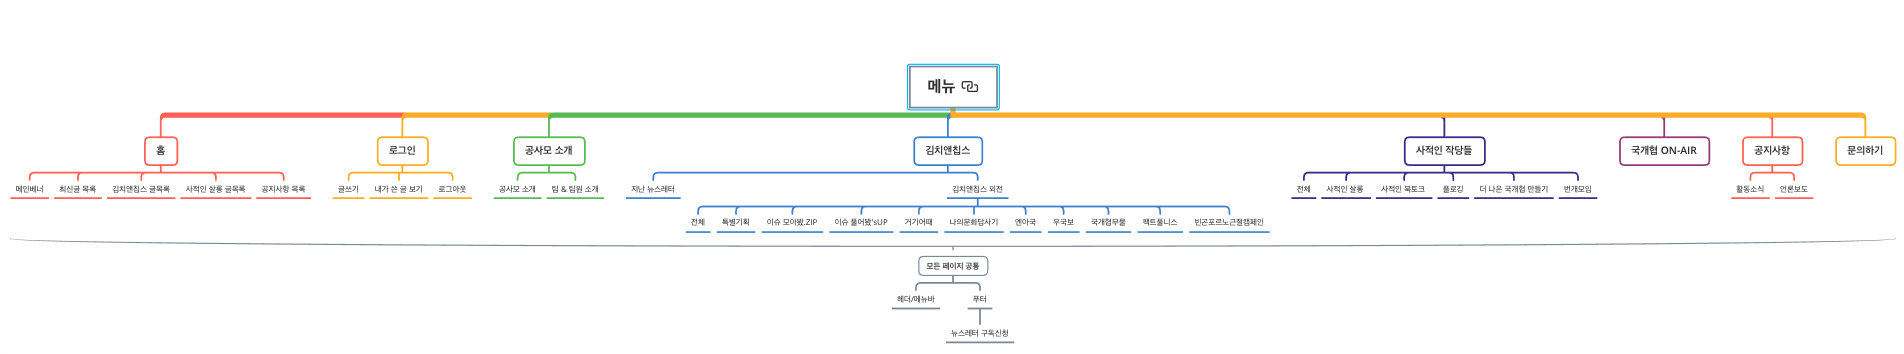 메뉴
홈 로그인 공사모 소개 김치앤칩스 사적인 작당들 국개협 ON-AIR 공지사항 문의하기
메인베너 최신글 목록 김치앤칩스 글목록 사적인 살롱 글목록 공지사항 목록 글쓰기 내가 쓴 글 보기 로그아웃 공사모 소개 팀 & 팀원 소개 지난 뉴스레터 김치앤칩스 외전 전체 사적인 살롱 사적인 북토크 플로깅 더 나은 국개협 만들기 번개모임 활동소식 언론보도
전체 특별기획 이슈 모아봤.ZIP 이슈 풀어봤'sUP 거기어때 나의문화답사기 엔아국 우국보 국개협무물 팩트풀니스 빈곤포르노근절캠페인
모든 페이지 공통
헤더/메뉴바 푸터
뉴스레터 구독신청